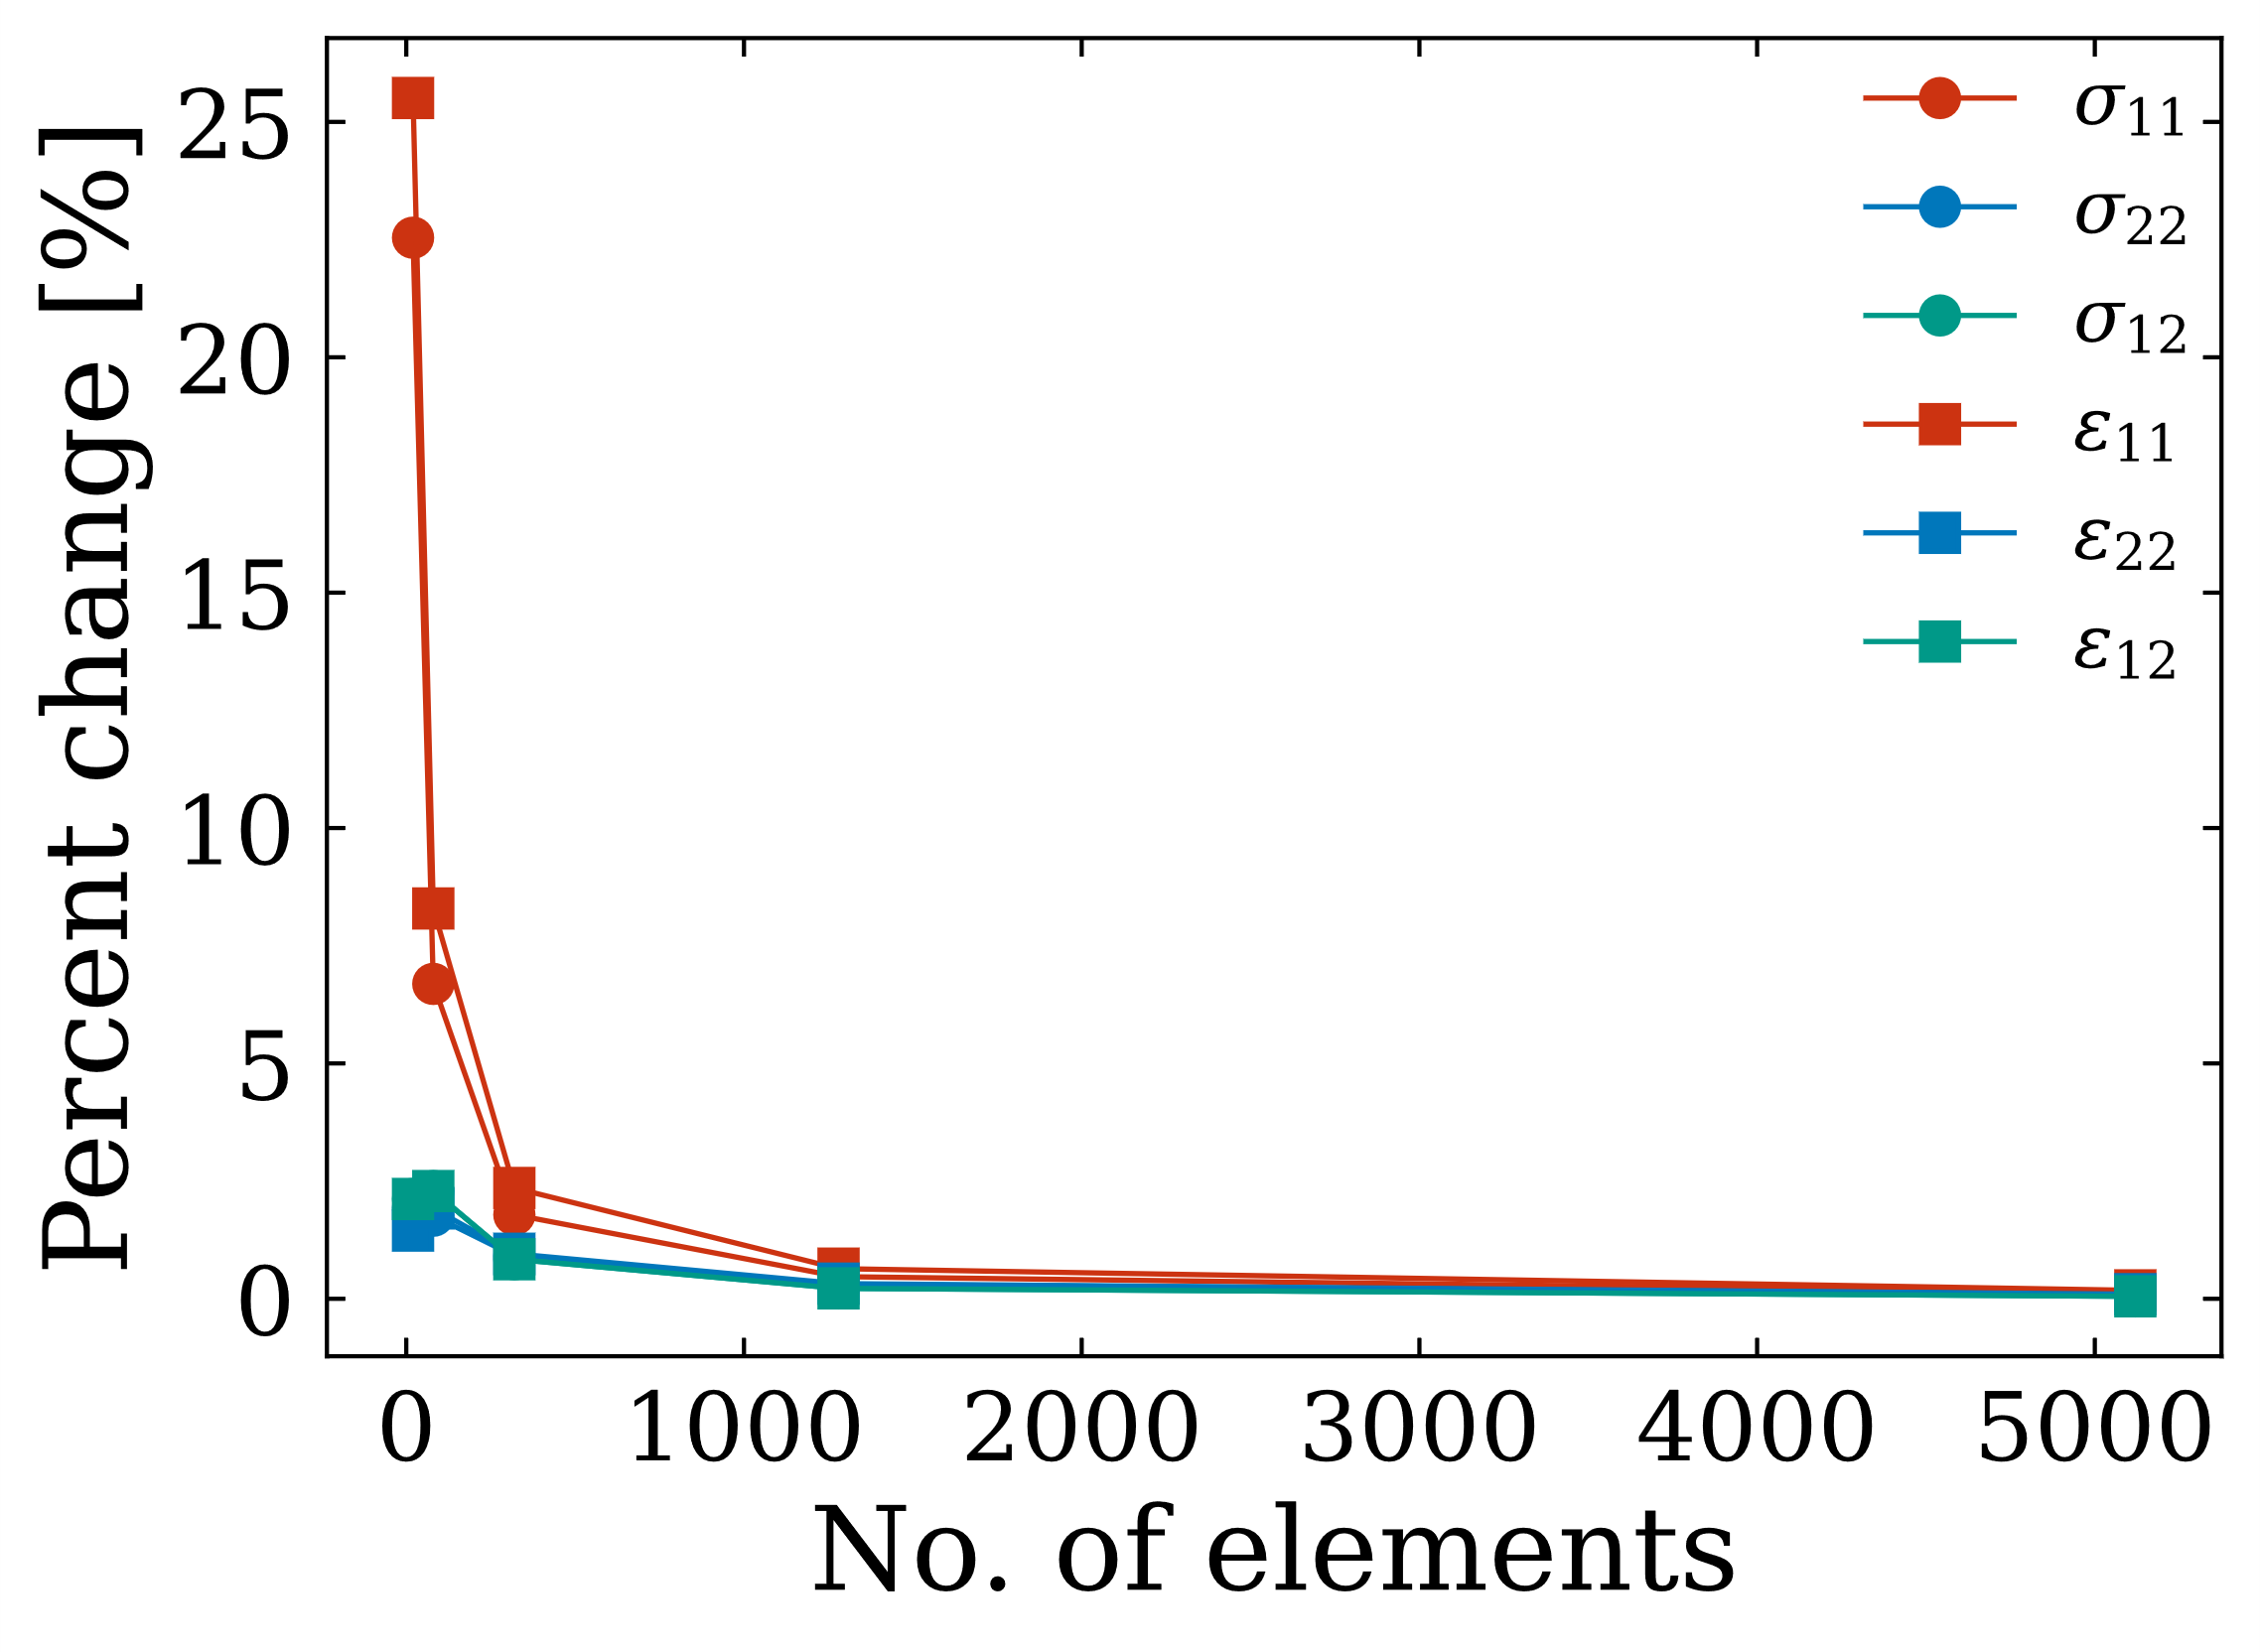 Percent change [%]
25
20
15
10
5
0
σ11
σ22
σ12
ε11
ε22
ε12
0 1000 2000 3000 4000 5000
No. of elements